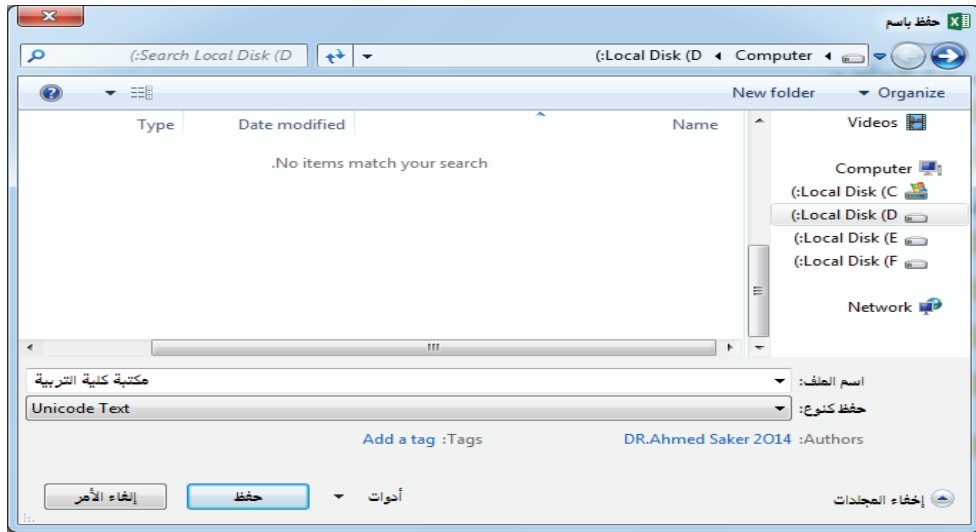 حفظ باسم
Computer ◂ Local Disk (D:)
Search Local Disk (D:)
Organize
New folder
Name
Date modified
Type
No items match your search.
Videos
Computer
Local Disk (C:)
Local Disk (D:)
Local Disk (E:)
Local Disk (F:)
Network
اسم الملف: مكتبة كلية التربية
حفظ كنوع: Unicode Text
Authors: DR.Ahmed Saker 2014
Tags: Add a tag
إخفاء المجلدات
أدوات
حفظ
إلغاء الأمر